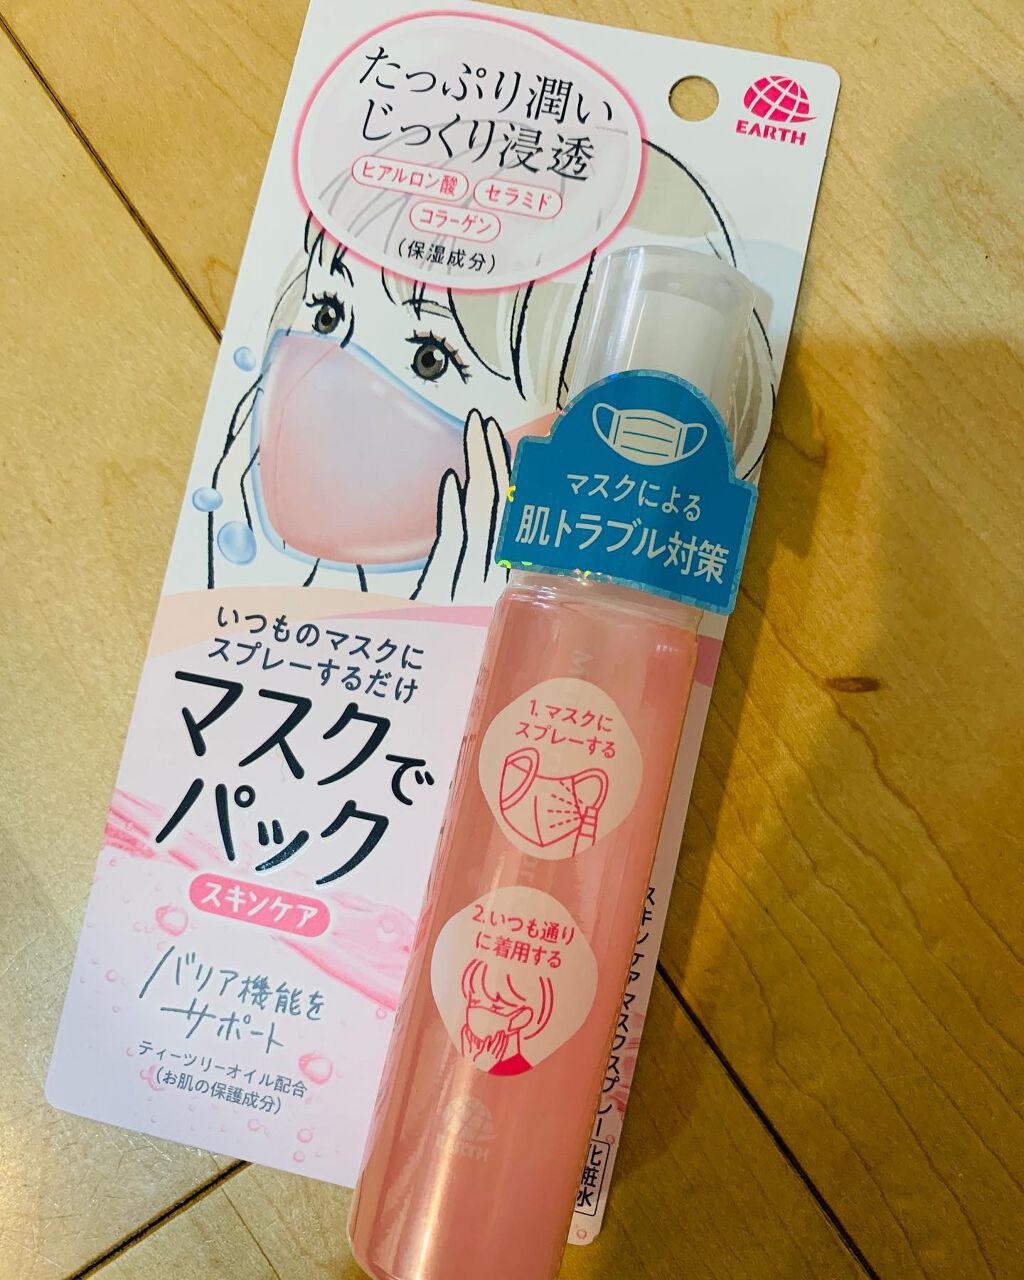 たっぷり潤い
じっくり浸透
ヒアルロン酸 セラミド
コラーゲン
(保湿成分)
EARTH
マスクによる
肌トラブル対策
いつものマスクに
スプレーするだけ
マスクで
パック
スキンケア
バリア機能を
サポート
ティーツリーオイル配合
(お肌の保護成分)
1.マスクに
スプレーする
2.いつも通り
に着用する
スキンケアマスクスプレー 化粧水